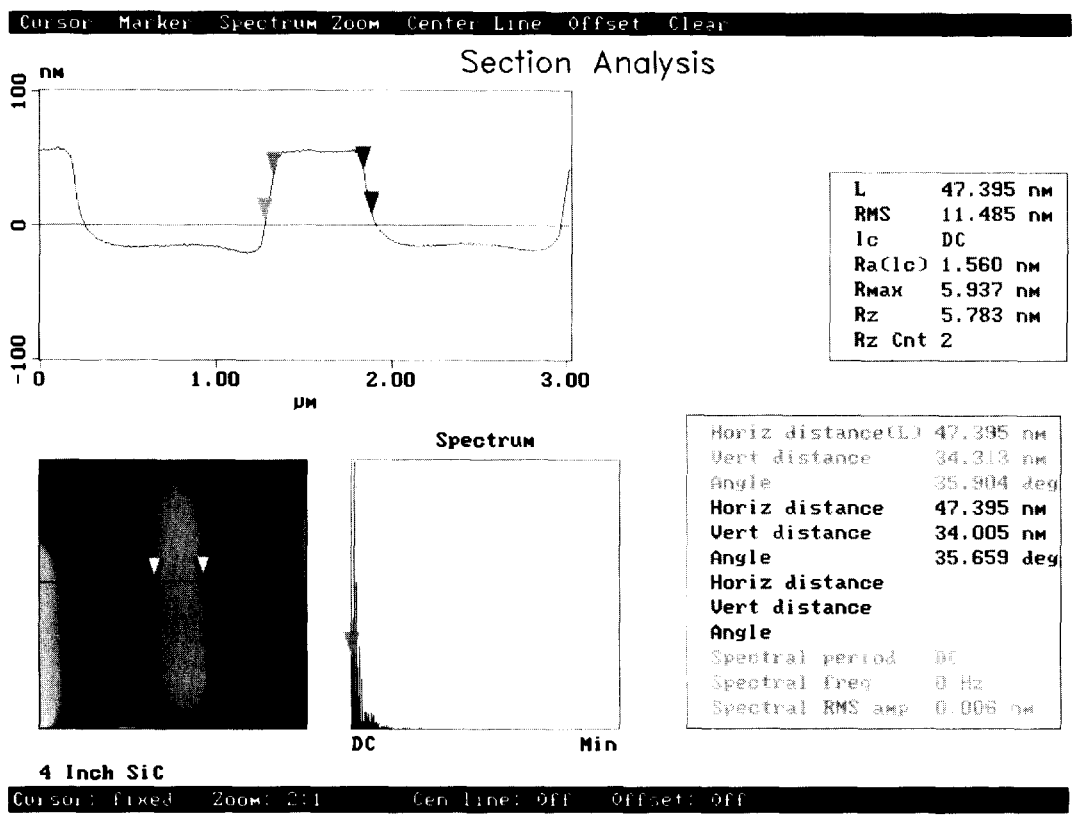 Cursor Marker Spectrum Zoom Center Line Offset Clear
Section Analysis
nM
100
0
-100
0 1.00 2.00 3.00
µM
L 47.395 nM
RMS 11.485 nM
lc DC
Ra(lc) 1.560 nM
RMax 5.937 nM
Rz 5.783 nM
Rz Cnt 2
Spectrum
DC Min
Horiz distance(L) 47.395 nM
Vert distance 34.313 nM
Angle 35.904 deg
Horiz distance 47.395 nM
Vert distance 34.005 nM
Angle 35.659 deg
Horiz distance
Vert distance
Angle
Spectral period DC
Spectral freq 0 Hz
Spectral RMS amp 0.006 nM
4 Inch SiC
Cursor: fixed Zoom: 2:1 Cen line: Off Offset: Off